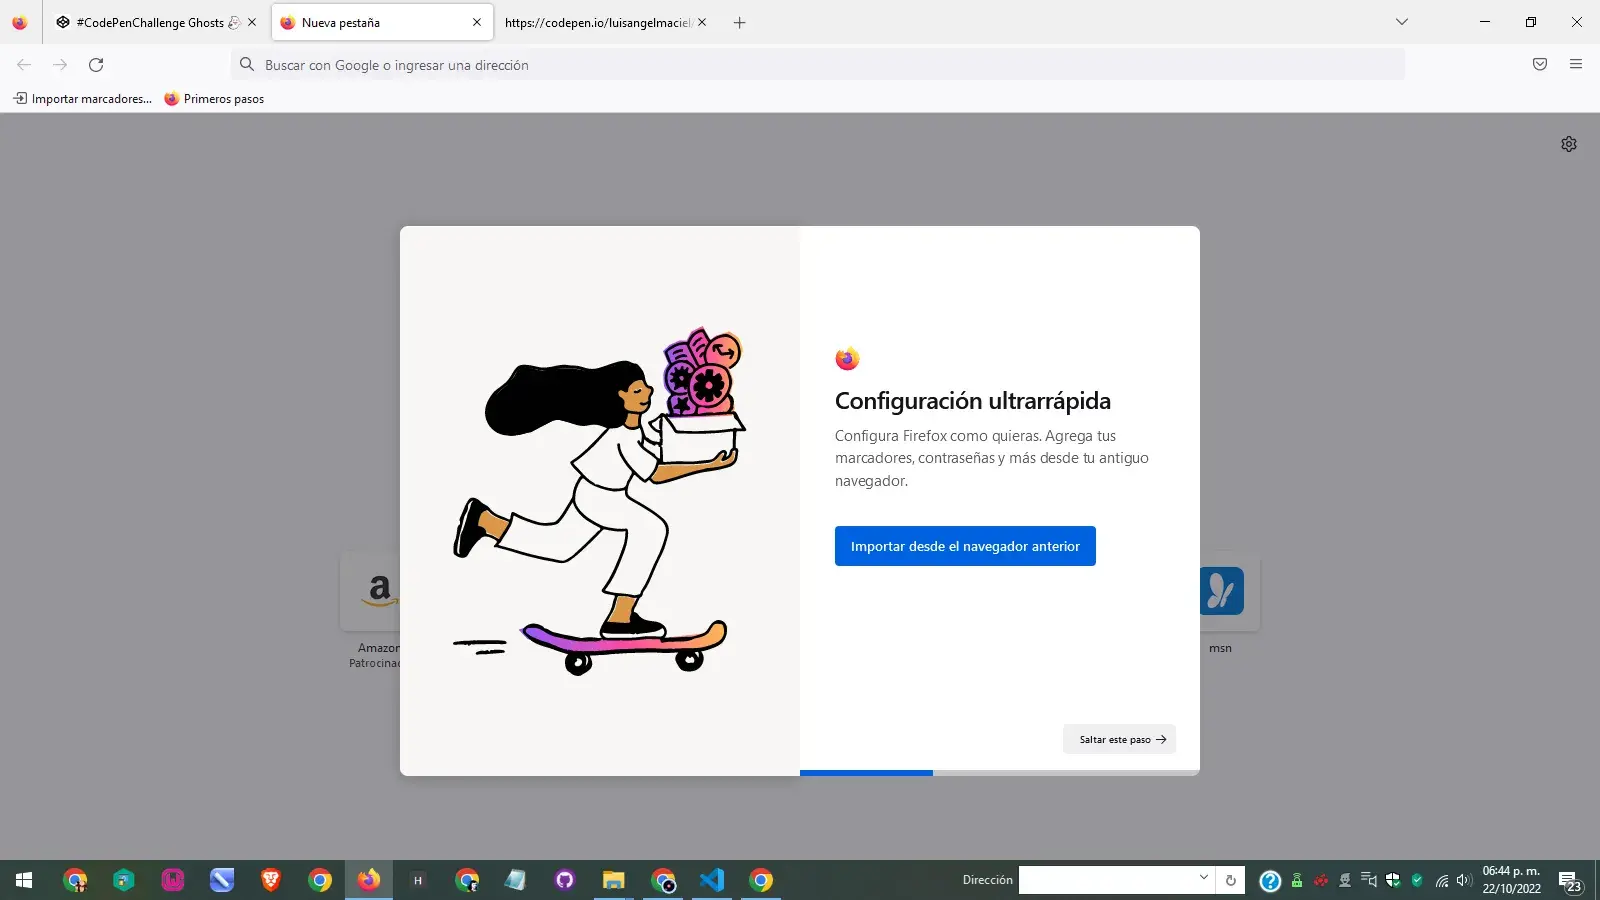 #CodePenChallenge Ghosts
Nueva pestaña
https://codepen.io/luisangelmaciel/
Buscar con Google o ingresar una dirección
Importar marcadores...
Primeros pasos
Configuración ultrarrápida
Configura Firefox como quieras. Agrega tus
marcadores, contraseñas y más desde tu antiguo
navegador.
Importar desde el navegador anterior
a
Amazon
Patrocinac
msn
Saltar este paso
H
Dirección
06:44 p. m.
22/10/2022
23